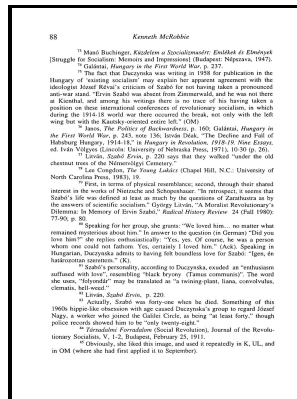 88 Kenneth McRobbie
73 Manó Buchinger, Küzdelem a Szocializmusért: Emlékek és Élmények
[Struggle for Socialism: Memoirs and Impressions) (Budapest: Népszava, 1947).
74 Galántai, Hungary in the First World War, p. 237.
75 The fact that Duczynska was writing in 1958 for publication in the
Hungary of 'existing socialism' may explain her apparent agreement with the
ideologist József Révai's criticism of Szabó for not having taken a pronounced
anti-war stand. "Ervin Szabó was absent from Zimmerwald, and he was not there
at Kienthal, and among his writings there is no trace of his having taken a
position on these international conferences of revolutionary socialism, in which
during the 1914-18 world war there occurred the break, not only with the left
wing but with the Kautsky-oriented entire left." (OM)
76 Janos, The Politics of Backwardness, p. 160; Galántai, Hungary in
the First World War, p. 243, note 136; István Déak, "The Decline and Fall of
Habsburg Hungary, 1914-18," in Hungary in Revolution, 1918-19. Nine Essays,
ed. Iván Völgyes (Lincoln: University of Nebraska Press, 1971), 10-30 (p. 26).
77 Litván, Szabó Ervin, p. 220 says that they walked "under the old
chestnut trees of the Németvölgyi Cemetery."
78 Lee Congdon, The Young Lukács (Chapel Hill, N.C.: University of
North Carolina Press, 1983), 19.
79 First, in terms of physical resemblance; second, through their shared
interest in the works of Nietzsche and Schopenhauer. "In retrospect, it seems that
Szabó's life was defined at least as much by the questions of Zarathustra as by
the answers of scientific socialism." György Litván, "A Moralist Revolutionary's
Dilemma: In Memory of Ervin Szabó," Radical History Review 24 (Fall 1980):
77-90; p. 80.
80 Speaking for her group, she grants: "We loved him... no matter what
remained mysterious about him." In answer to the question (in German) "Did you
love him?" she replies enthusiastically: "Yes, yes. Of course, he was a person
whom one could not fathom. Yes, certainly I loved him." (Ack). Speaking in
Hungarian, Duczynska admits to having felt boundless love for Szabó: "Igen, én
határozottan szerettem." (K).
81 Szabó's personality, according to Duczynska, exuded an "enthusiasm
suffused with love", resembling "black bryony (Tamus communis)". The word
she uses, "folyondár" may be translated as "a twining-plant, liana, convolvulus,
clematis, hell-weed."
82 Litván, Szabó Ervin, p. 220.
83 Actually, Szabó was forty-one when he died. Something of this
1960s hippie-like obsession with age caused Duczynska's group to regard József
Nagy, a worker who joined the Galilei Circle, as being "at least forty," though
police records showed him to be "only twenty-eight."
84 Társadalmi Forradalom (Social Revolution), Journal of the Revolu-
tionary Socialists, V, 1-2, Budapest, February 25, 1911.
85 Obviously, she liked this image, and used it repeatedly in K, UL, and
in OM (where she had first applied it to September).